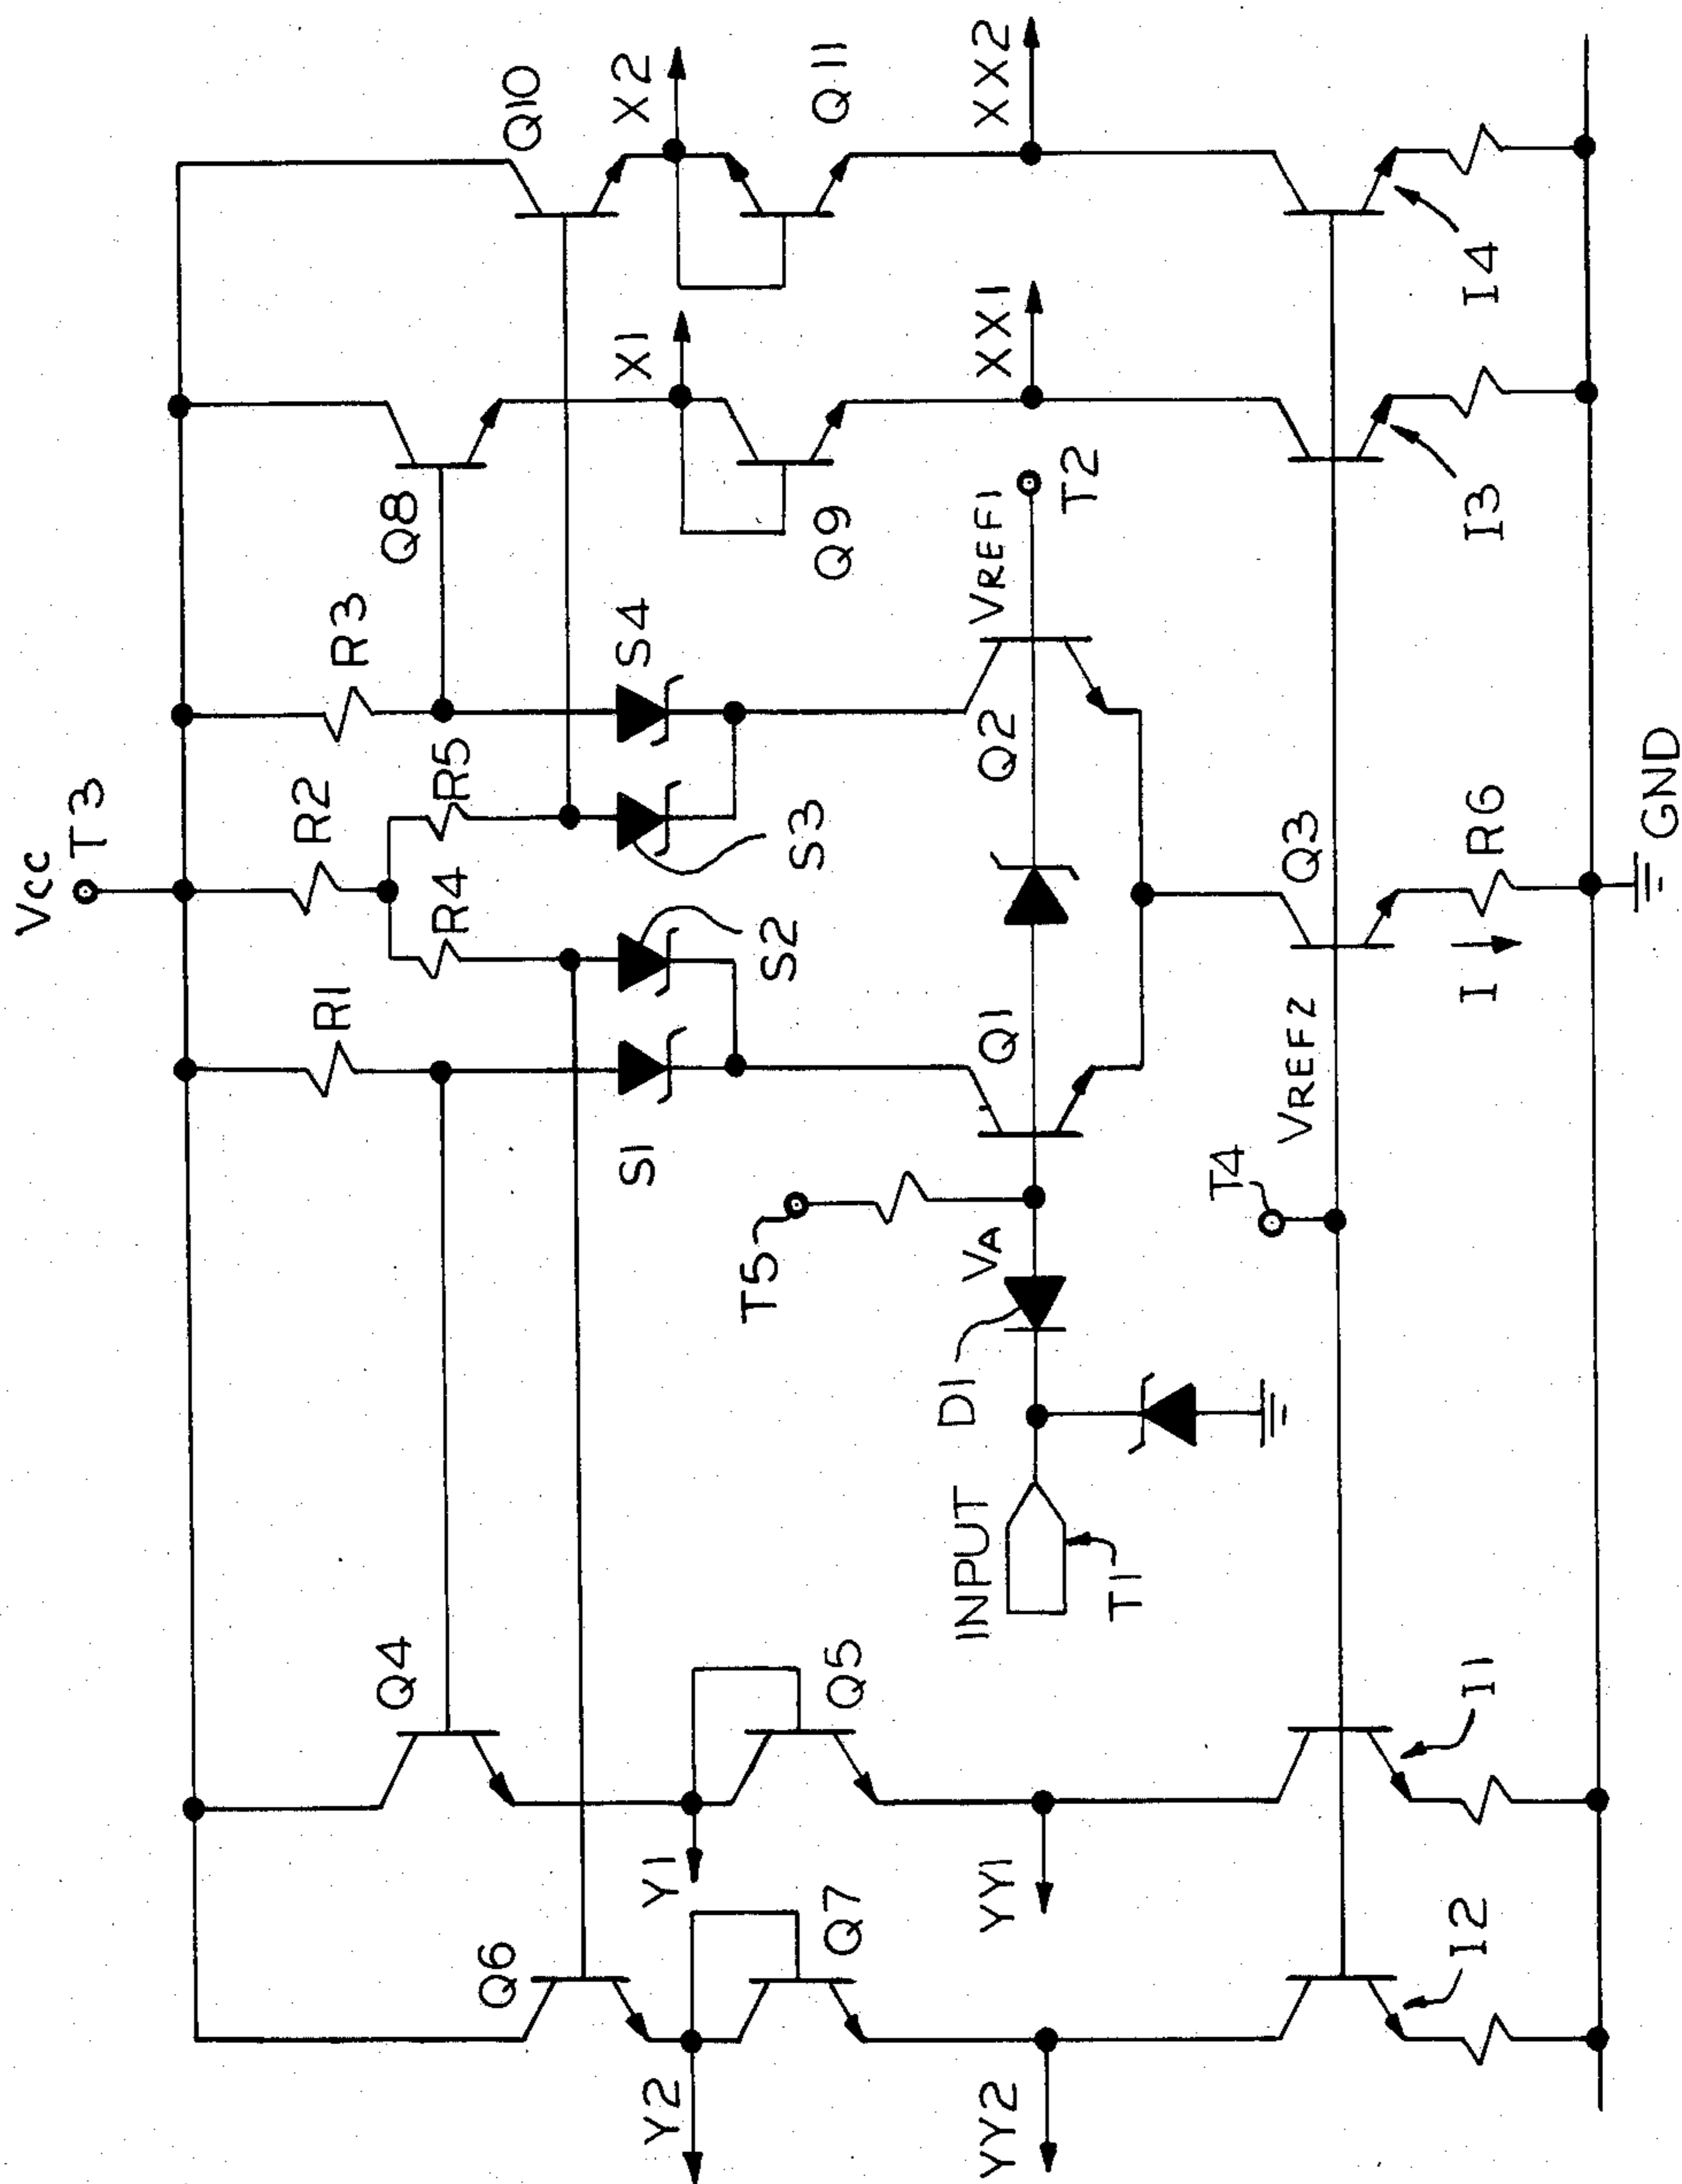 VCC
T3
R1
R2
R3
R4
R5
Q4
Q6
Q8
Q10
S1
S2
S3
S4
Y1
Y2
X1
X2
Q5
Q7
Q9
Q11
T5
VA
D1
INPUT
T1
Q1
Q2
VREF1
T2
YY1
YY2
XX1
XX2
T4
VREF2
Q3
I
R6
I1
I2
I3
I4
GND